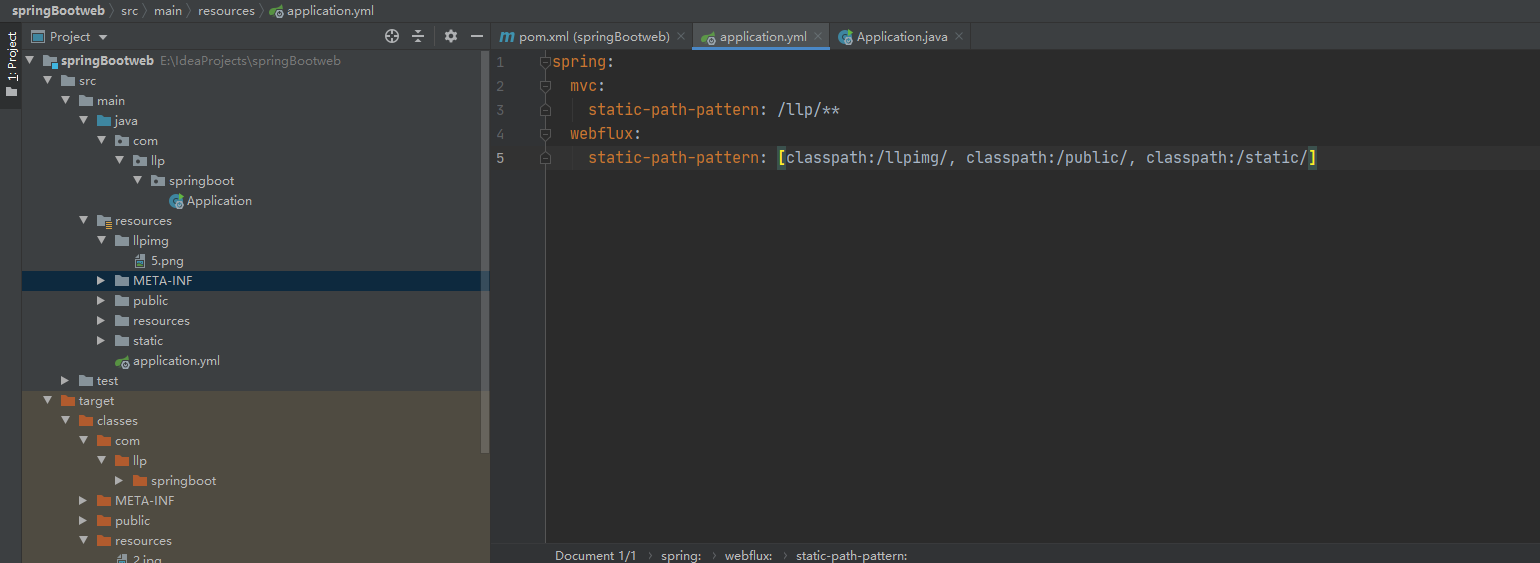 springBootweb › src › main › resources › application.yml
1: Project
Project
springBootweb E:\IdeaProjects\springBootweb
src
main
java
com
llp
springboot
Application
resources
llpimg
5.png
META-INF
public
resources
static
application.yml
test
target
classes
com
llp
springboot
META-INF
public
resources
2.jpg
pom.xml (springBootweb) application.yml Application.java
1 spring:
2 mvc:
3 static-path-pattern: /llp/**
4 webflux:
5 static-path-pattern: [classpath:/llpimg/, classpath:/public/, classpath:/static/]
Document 1/1 › spring: › webflux: › static-path-pattern: